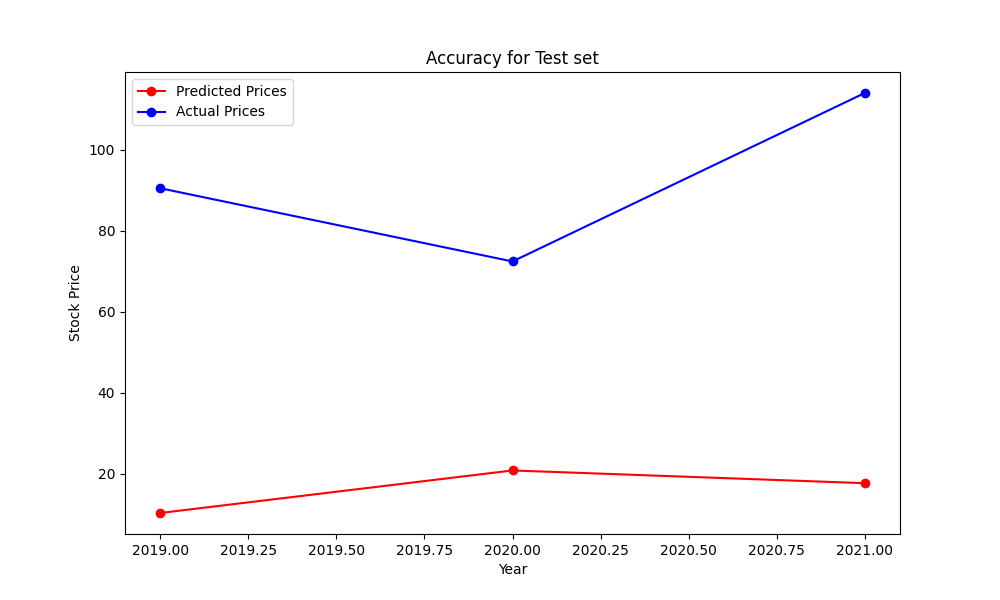 Accuracy for Test set
Predicted Prices
Actual Prices
Stock Price
100
80
60
40
20
2019.00 2019.25 2019.50 2019.75 2020.00 2020.25 2020.50 2020.75 2021.00
Year